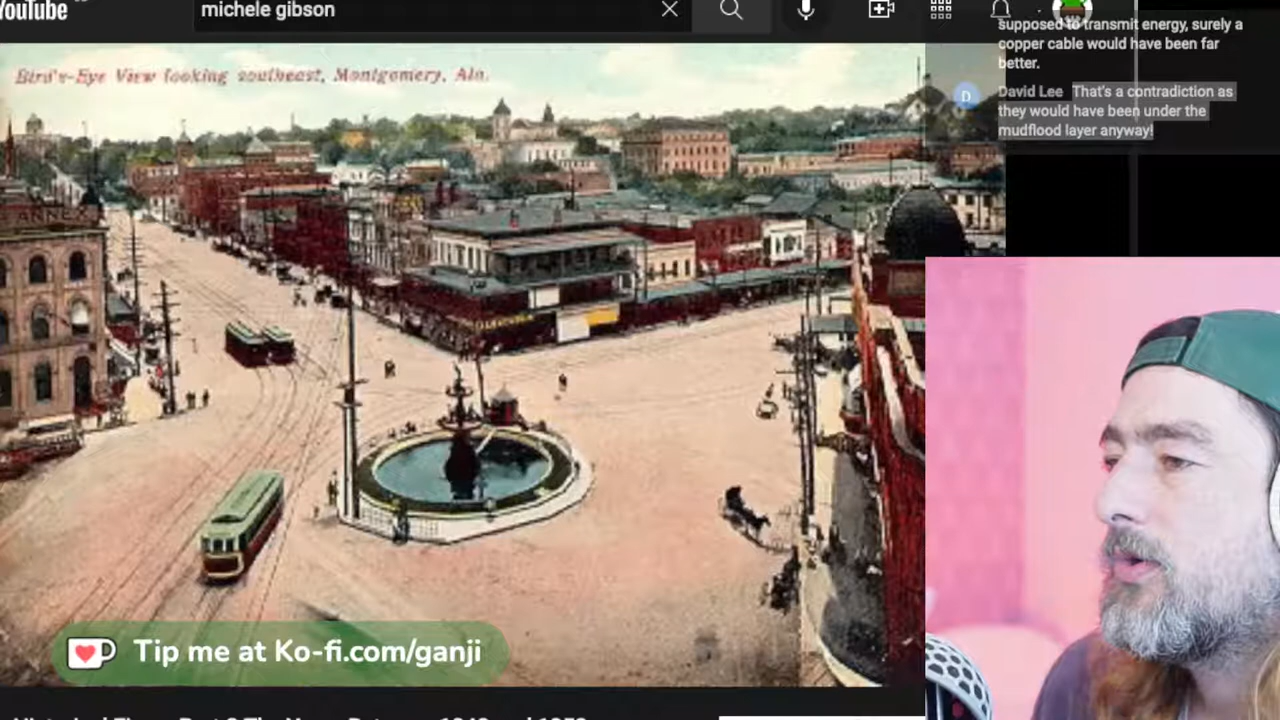 YouTube
michele gibson
supposed to transmit energy, surely a
copper cable would have been far
better.
D
David Lee That's a contradiction as
they would have been under the
mudflood layer anyway!
Bird's-Eye View looking southeast, Montgomery, Ala.
ANNEX
Tip me at Ko-fi.com/ganji